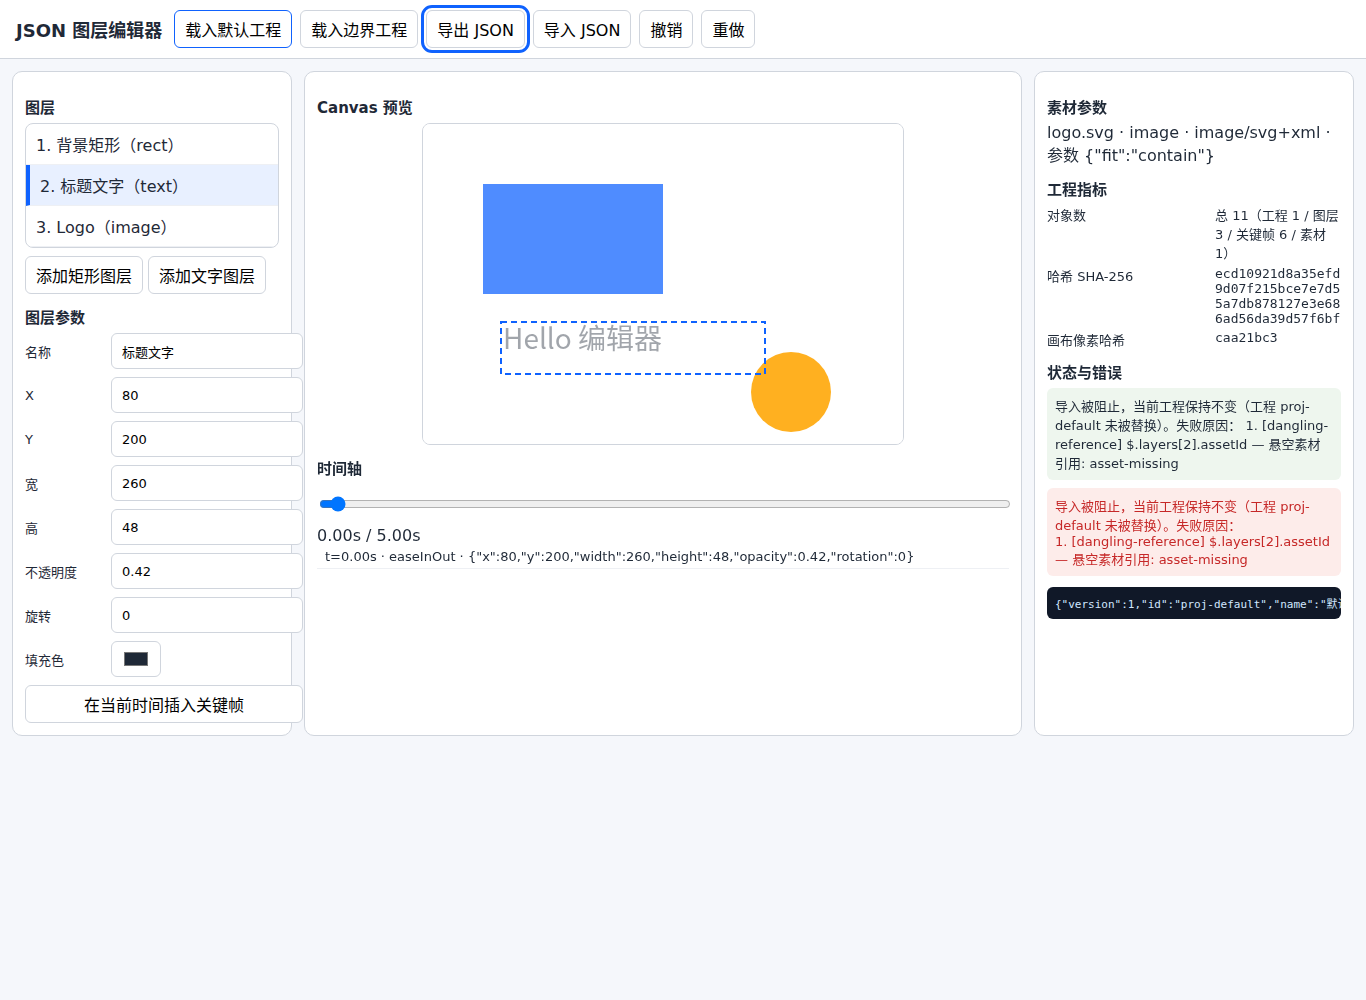 JSON 图层编辑器
载入默认工程
载入边界工程
导出 JSON
导入 JSON
撤销
重做
图层
1. 背景矩形（rect）
2. 标题文字（text）
3. Logo（image）
添加矩形图层
添加文字图层
图层参数
名称
标题文字
X
80
Y
200
宽
260
高
48
不透明度
0.42
旋转
0
填充色
在当前时间插入关键帧
Canvas 预览
Hello 编辑器
时间轴
0.00s / 5.00s
t=0.00s · easeInOut · {"x":80,"y":200,"width":260,"height":48,"opacity":0.42,"rotation":0}
素材参数
logo.svg · image · image/svg+xml ·
参数 {"fit":"contain"}
工程指标
对象数
总 11（工程 1 / 图层
3 / 关键帧 6 / 素材
1）
哈希 SHA-256
ecd10921d8a35efd
9d07f215bce7e7d5
5a7db878127e3e68
6ad56da39d57f6bf
画布像素哈希
caa21bc3
状态与错误
导入被阻止，当前工程保持不变（工程 proj-
default 未被替换）。失败原因： 1. [dangling-
reference] $.layers[2].assetId — 悬空素材
引用: asset-missing
导入被阻止，当前工程保持不变（工程 proj-
default 未被替换）。失败原因：
1. [dangling-reference] $.layers[2].assetId
— 悬空素材引用: asset-missing
{"version":1,"id":"proj-default","name":"默